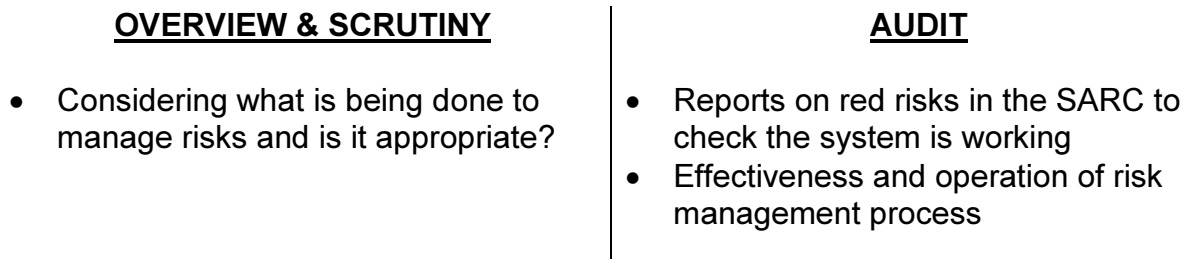 OVERVIEW & SCRUTINY
• Considering what is being done to
manage risks and is it appropriate?
AUDIT
• Reports on red risks in the SARC to
check the system is working
• Effectiveness and operation of risk
management process